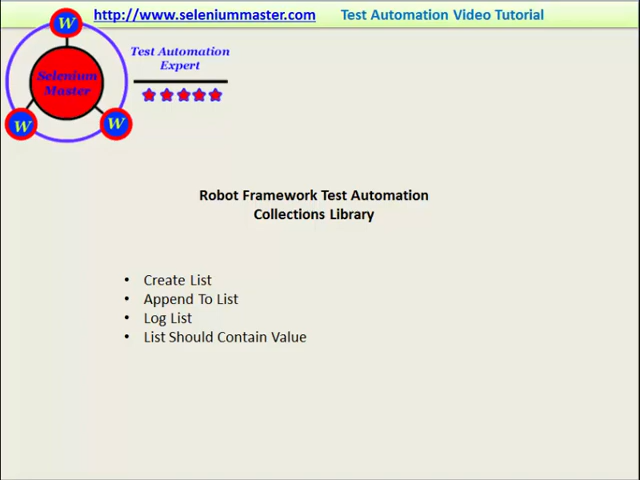 http://www.seleniummaster.com Test Automation Video Tutorial
W
Test Automation
Expert
Selenium
Master
W
W
Robot Framework Test Automation
Collections Library
• Create List
• Append To List
• Log List
• List Should Contain Value